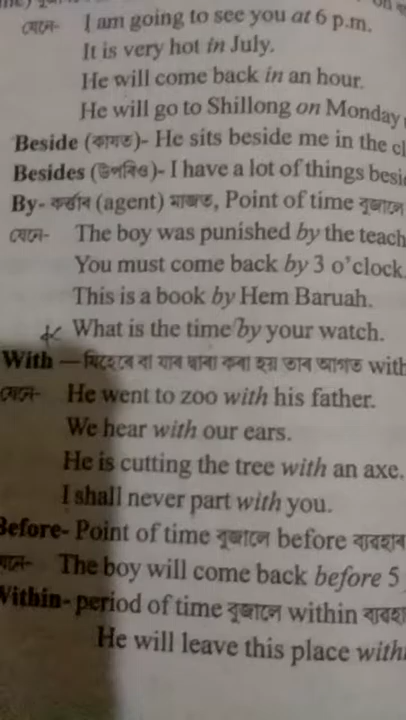 যেনে- I am going to see you at 6 p.m.
It is very hot in July.
He will come back in an hour.
He will go to Shillong on Monday
Beside (কাষত)- He sits beside me in the cl
Besides (উপৰিও)- I have a lot of things besi
By- কৰ্তাৰ (agent) আগত, Point of time বুজালে
যেনে- The boy was punished by the teach
You must come back by 3 o'clock.
This is a book by Hem Baruah.
What is the time by your watch.
With — যিহেৰে বা যাৰ দ্বাৰা কৰা হয় তাৰ আগত with
যেনে- He went to zoo with his father.
We hear with our ears.
He is cutting the tree with an axe.
I shall never part with you.
Before- Point of time বুজালে before ব্যৱহাৰ
যেনে- The boy will come back before 5
Within- period of time বুজালে within ব্যৱহা
He will leave this place with